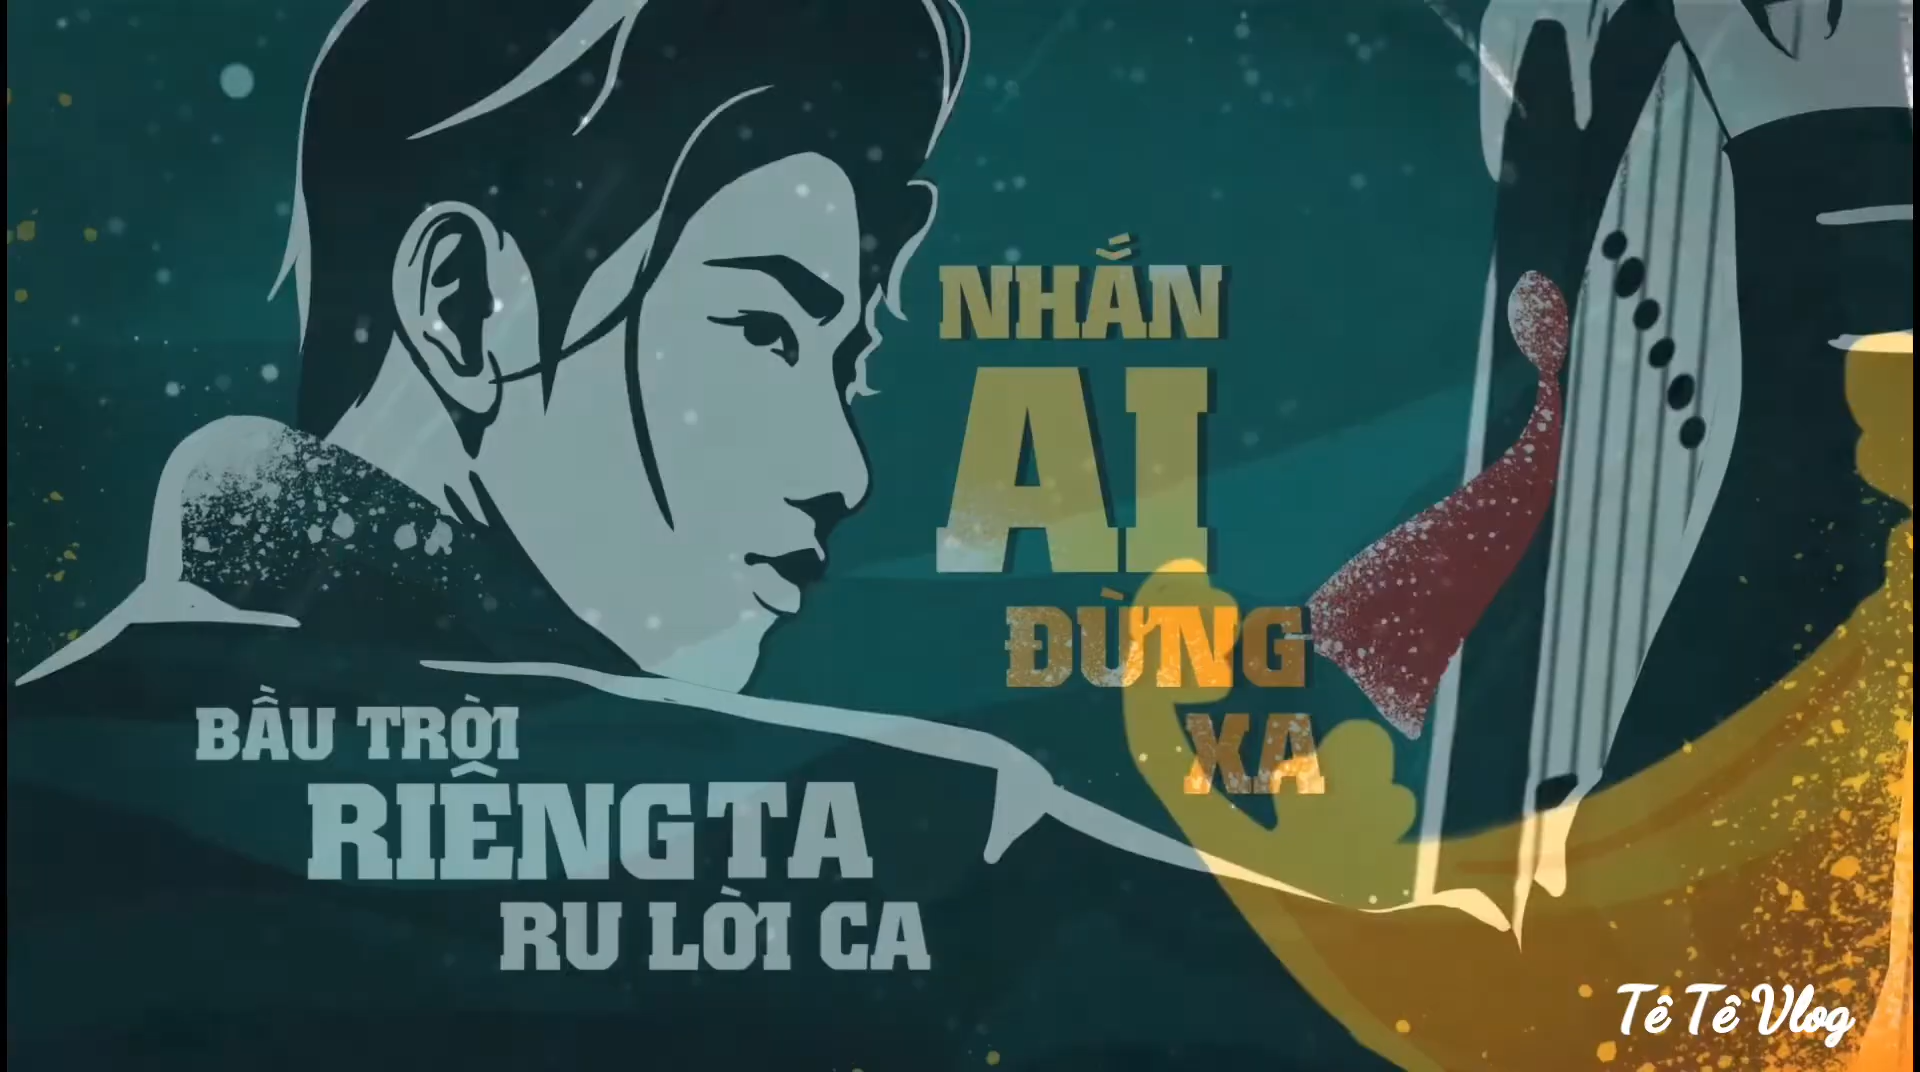 NHẮN
AI
ĐỪNG
XA
BẦU TRỜI
RIÊNG TA
RU LỜI CA
Tê Tê Vlog